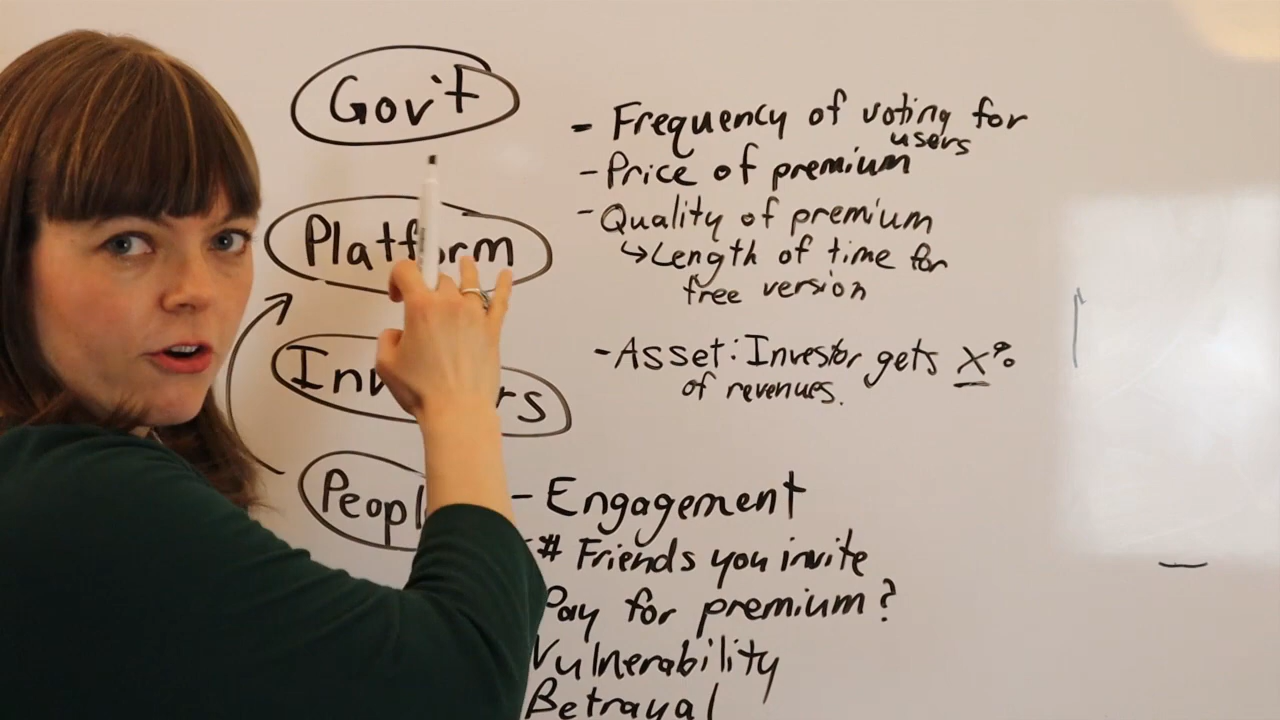 Gov't
- Frequency of voting for
users
- Price of premium
Platform
- Quality of premium
↳ Length of time for
free version
- Asset: Investor gets X%
of revenues.
- Engagement
# Friends you invite
Pay for premium?
Vulnerability
Betrayal